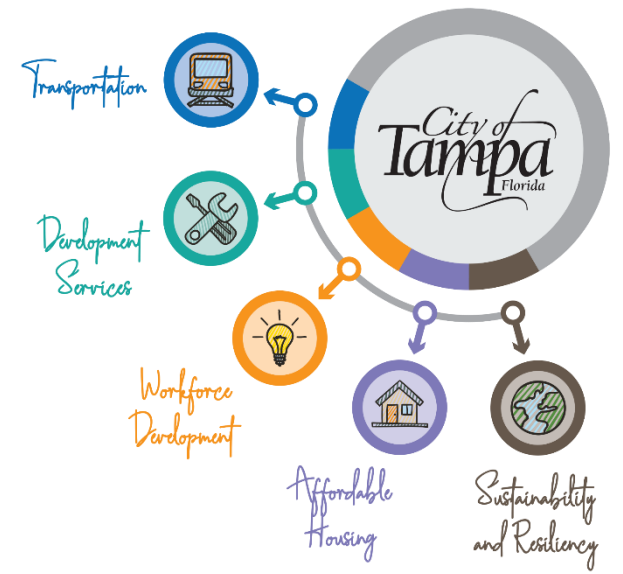 City of
Tampa
Florida
Transportation
Development
Services
Workforce
Development
Affordable
Housing
Sustainability
and Resiliency